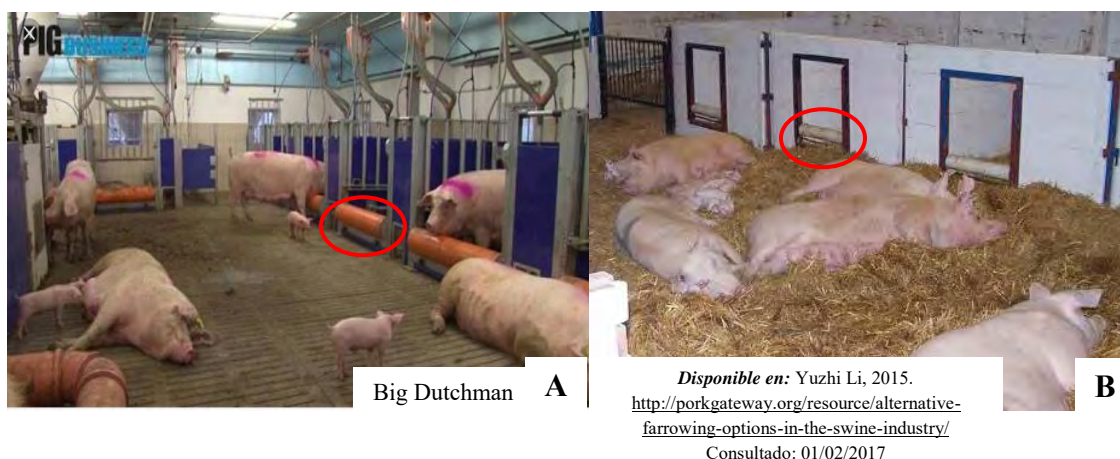 PIG BUSINESS
Big Dutchman
A
Disponible en: Yuzhi Li, 2015.
http://porkgateway.org/resource/alternative-
farrowing-options-in-the-swine-industry/
Consultado: 01/02/2017
B